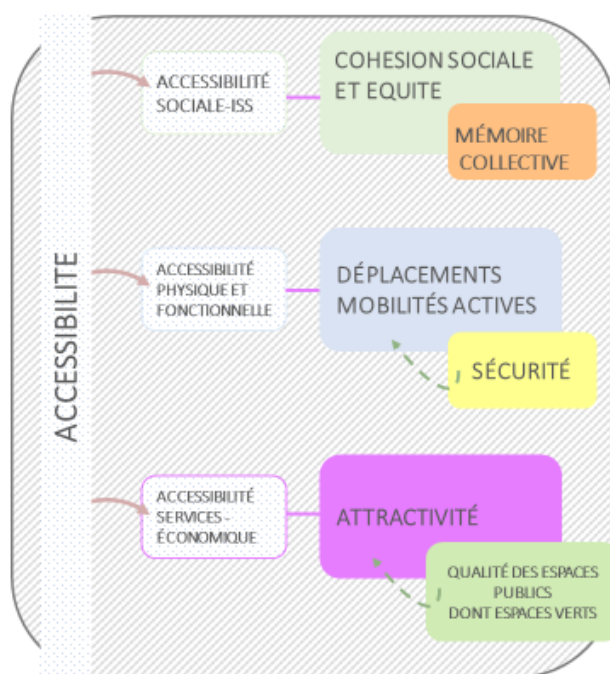 ACCESSIBILITE
ACCESSIBILITÉ
SOCIALE-ISS
COHESION SOCIALE
ET EQUITE
MÉMOIRE
COLLECTIVE
ACCESSIBILITÉ
PHYSIQUE ET
FONCTIONNELLE
DÉPLACEMENTS
MOBILITÉS ACTIVES
SÉCURITÉ
ACCESSIBILITÉ
SERVICES -
ÉCONOMIQUE
ATTRACTIVITÉ
QUALITÉ DES ESPACES
PUBLICS
DONT ESPACES VERTS